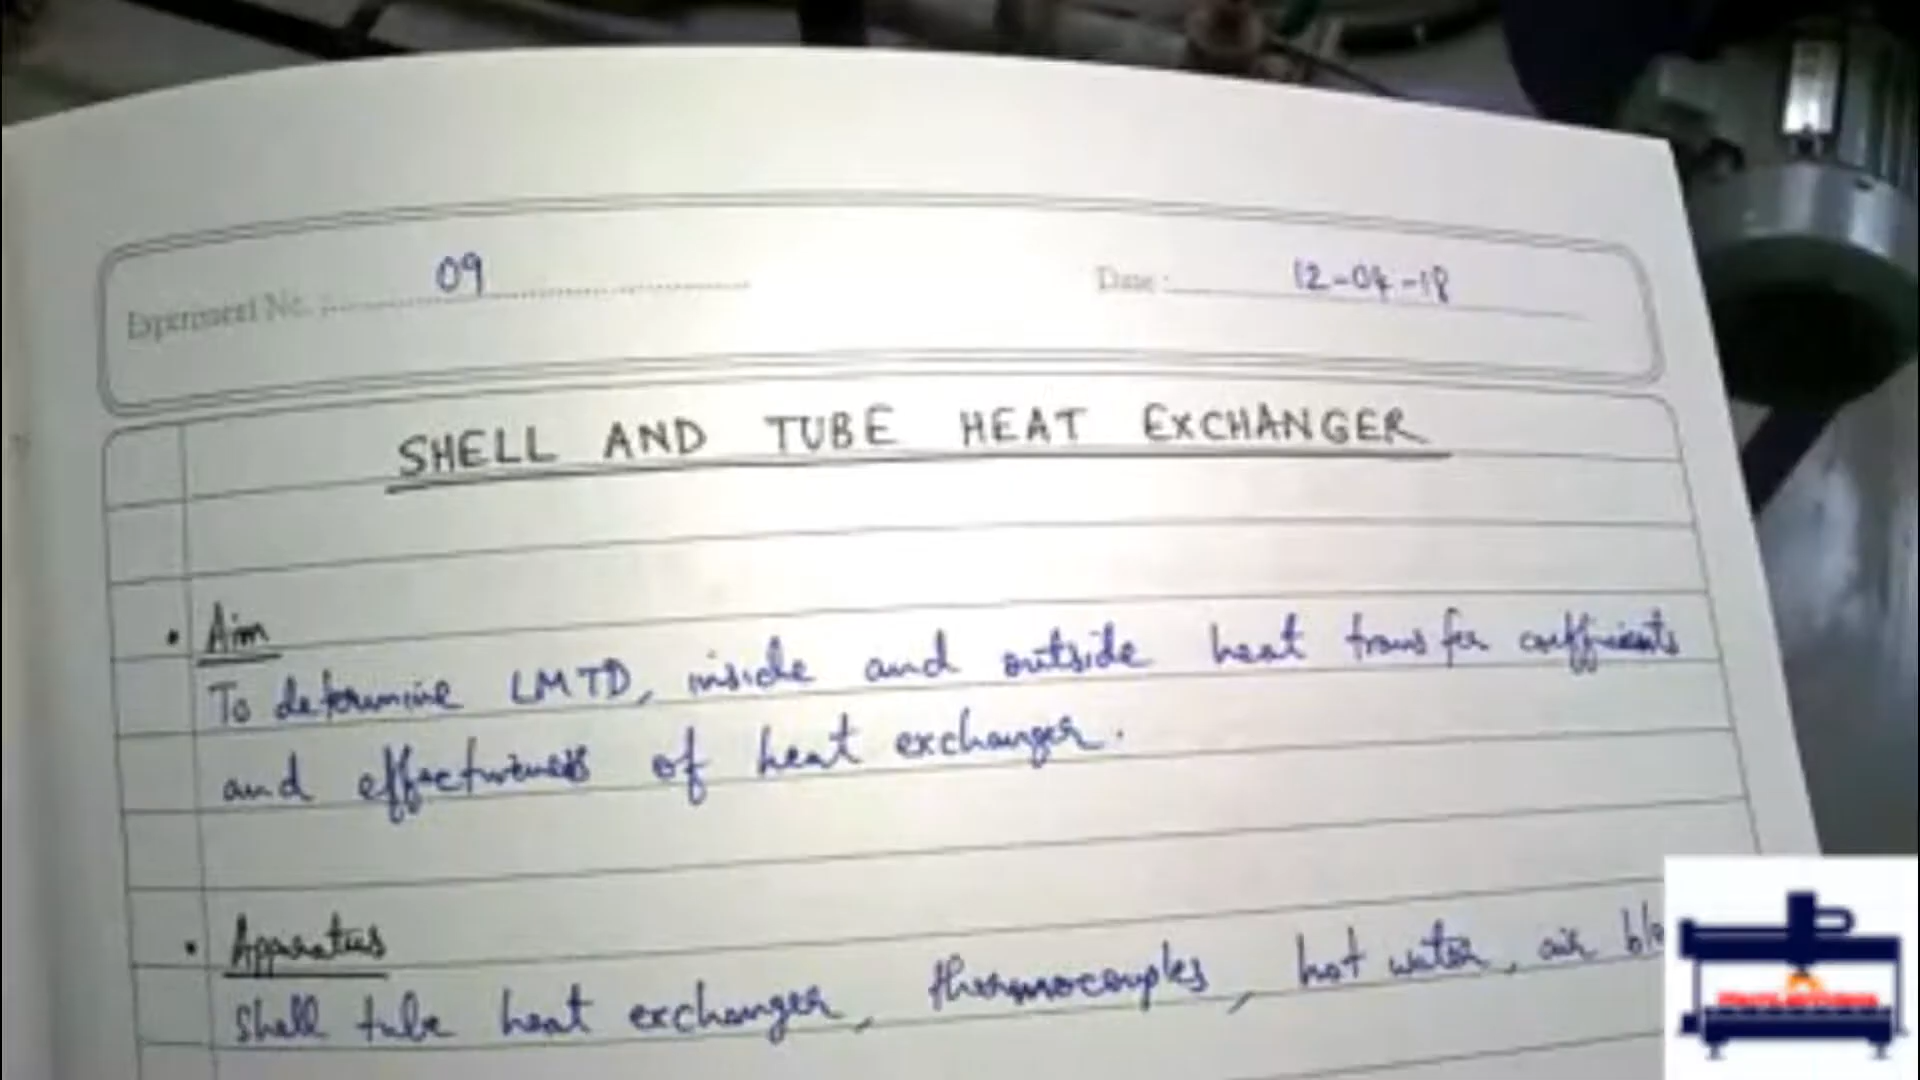 Experiment No. : 09 Date : 12-04-18
SHELL AND TUBE HEAT EXCHANGER
• Aim
To determine LMTD, inside and outside heat transfer coefficients
and effectiveness of heat exchanger.
• Apparatus
Shell tube heat exchanger, thermocouples, hot water, air